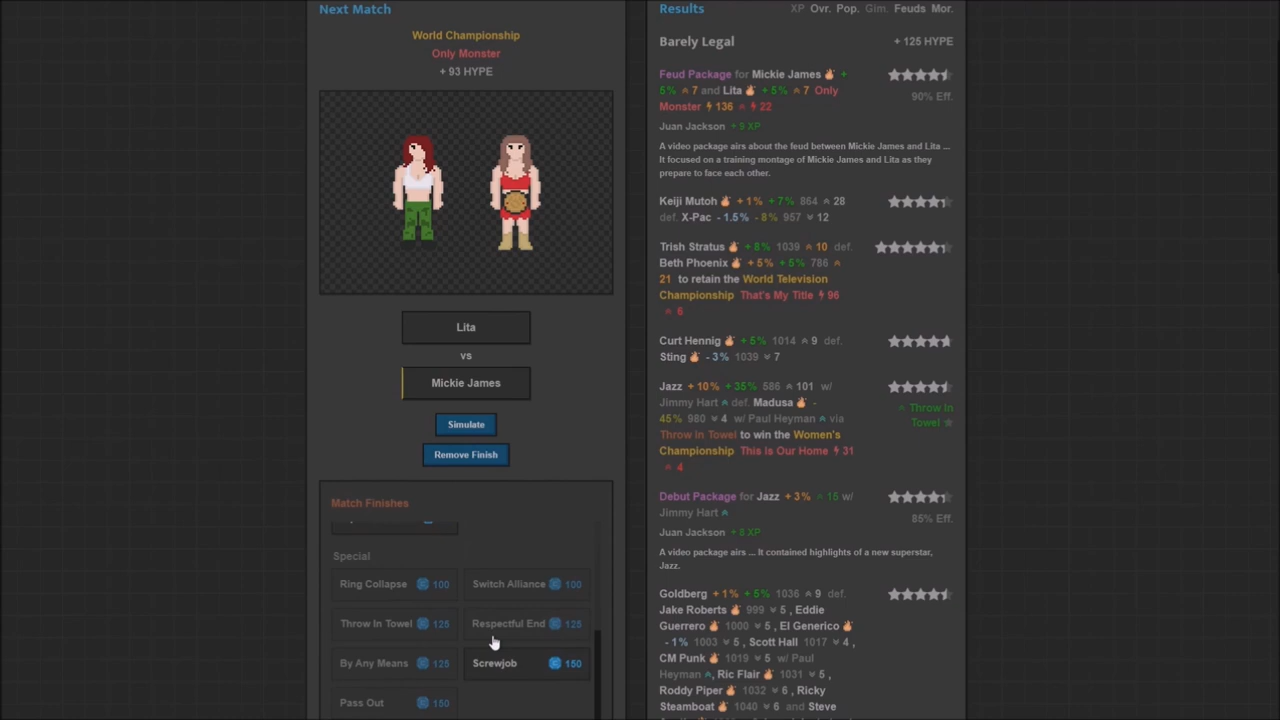 Next Match
World Championship
Only Monster
+ 93 HYPE
Lita
vs
Mickie James
Simulate
Remove Finish
Match Finishes
Special
Ring Collapse 100
Switch Alliance 100
Throw In Towel 125
Respectful End 125
By Any Means 125
Screwjob 150
Pass Out 150
Results XP Ovr. Pop. Gim. Feuds Mor.
Barely Legal + 125 HYPE
Feud Package for Mickie James +
5% 7 and Lita + 5% 7 Only
Monster 136 22
90% Eff.
Juan Jackson + 9 XP
A video package airs about the feud between Mickie James and Lita ...
It focused on a training montage of Mickie James and Lita as they
prepare to face each other.
Keiji Mutoh + 1% + 7% 864 28
def. X-Pac - 1.5% - 8% 957 12
Trish Stratus + 8% 1039 10 def.
Beth Phoenix + 5% + 5% 786
21 to retain the World Television
Championship That's My Title 96
6
Curt Hennig + 5% 1014 9 def.
Sting - 3% 1039 7
Jazz + 10% + 35% 586 101 w/
Jimmy Hart def. Madusa -
45% 980 4 w/ Paul Heyman via
Throw In Towel to win the Women's
Championship This Is Our Home 31
4
Throw In
Towel
Debut Package for Jazz + 3% 15 w/
Jimmy Hart
85% Eff.
Juan Jackson + 8 XP
A video package airs ... It contained highlights of a new superstar,
Jazz.
Goldberg + 1% + 5% 1036 9 def.
Jake Roberts 999 5 , Eddie
Guerrero 1000 5 , El Generico
- 1% 1003 5 , Scott Hall 1017 4 ,
CM Punk 1019 5 w/ Paul
Heyman , Ric Flair 1031 5 ,
Roddy Piper 1032 6 , Ricky
Steamboat 1040 6 and Steve